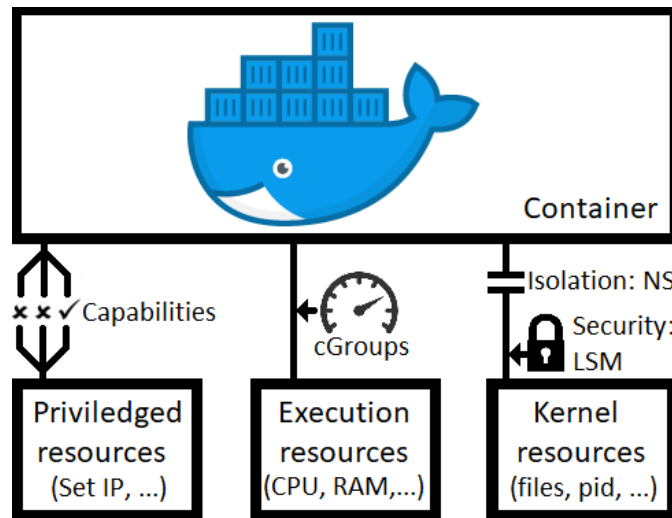 Container
Capabilities
cGroups
Isolation: NS
Security:
LSM
Priviledged
resources
(Set IP, ...)
Execution
resources
(CPU, RAM,...)
Kernel
resources
(files, pid, ...)